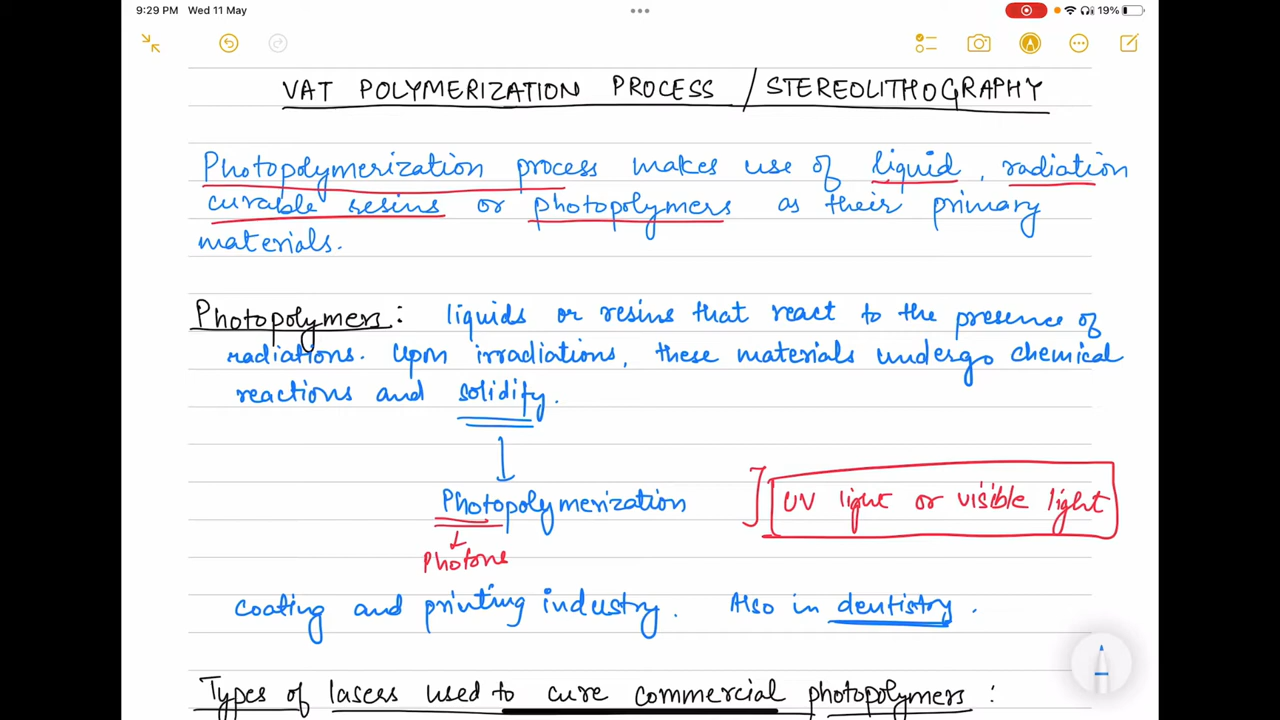 9:29 PM Wed 11 May
19%
VAT POLYMERIZATION PROCESS / STEREOLITHOGRAPHY
Photopolymerization process makes use of liquid, radiation
curable resins or photopolymers as their primary
materials.
Photopolymers: liquids or resins that react to the presence of
radiations. Upon irradiations, these materials undergo chemical
reactions and solidify.
Photopolymerization
UV light or visible light
Photons
coating and printing industry. Also in dentistry.
Types of lasers used to cure commercial photopolymers: